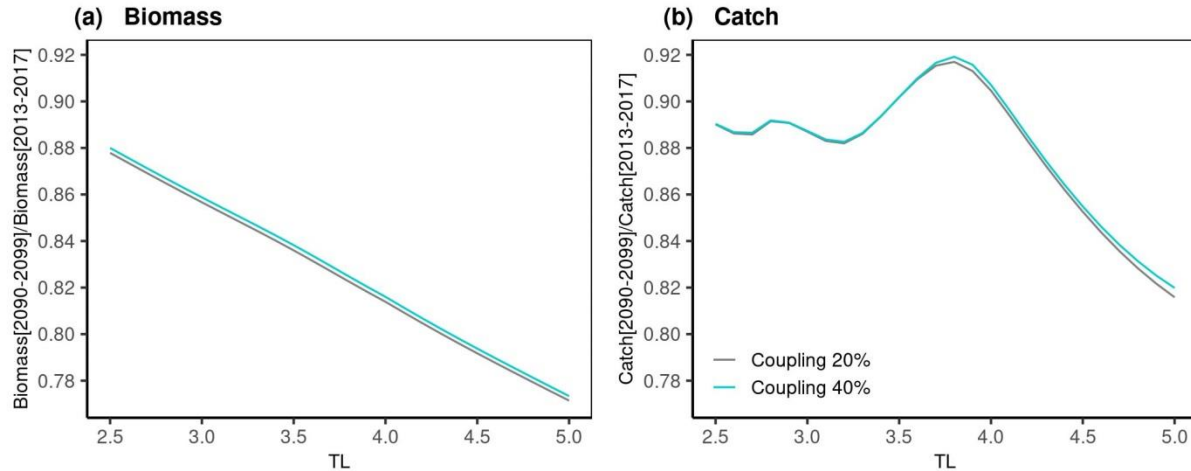 (a) Biomass
Biomass[2090-2099]/Biomass[2013-2017]
0.92
0.90
0.88
0.86
0.84
0.82
0.80
0.78
2.5 3.0 3.5 4.0 4.5 5.0
TL
(b) Catch
Catch[2090-2099]/Catch[2013-2017]
0.92
0.90
0.88
0.86
0.84
0.82
0.80
0.78
Coupling 20%
Coupling 40%
2.5 3.0 3.5 4.0 4.5 5.0
TL